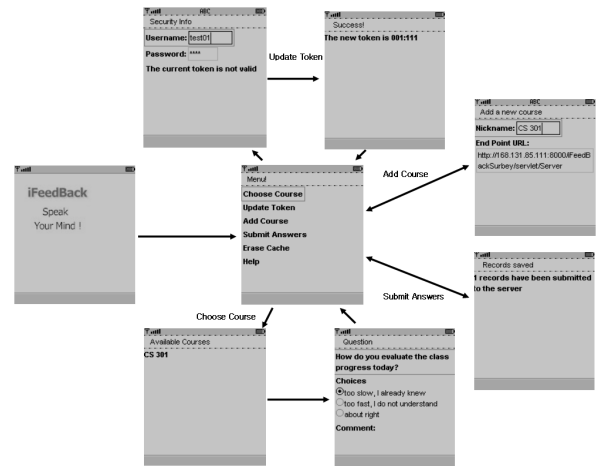 ABC
Security Info
Username: test01
Password: ****
The current token is not valid
Update Token
Success!
The new token is 001:111
ABC
Add a new course
Nickname: CS 301
End Point URL:
http://168.131.85.111:8000/iFeedB
ackSurbey/servlet/Server
Add Course
iFeedBack
Speak
Your Mind !
Menu!
Choose Course
Update Token
Add Course
Submit Answers
Erase Cache
Help
Records saved
1 records have been submitted
to the server
Submit Answers
Choose Course
Available Courses
CS 301
Question
How do you evaluate the class
progress today?
Choices
too slow, I already knew
too fast, I do not understand
about right
Comment: